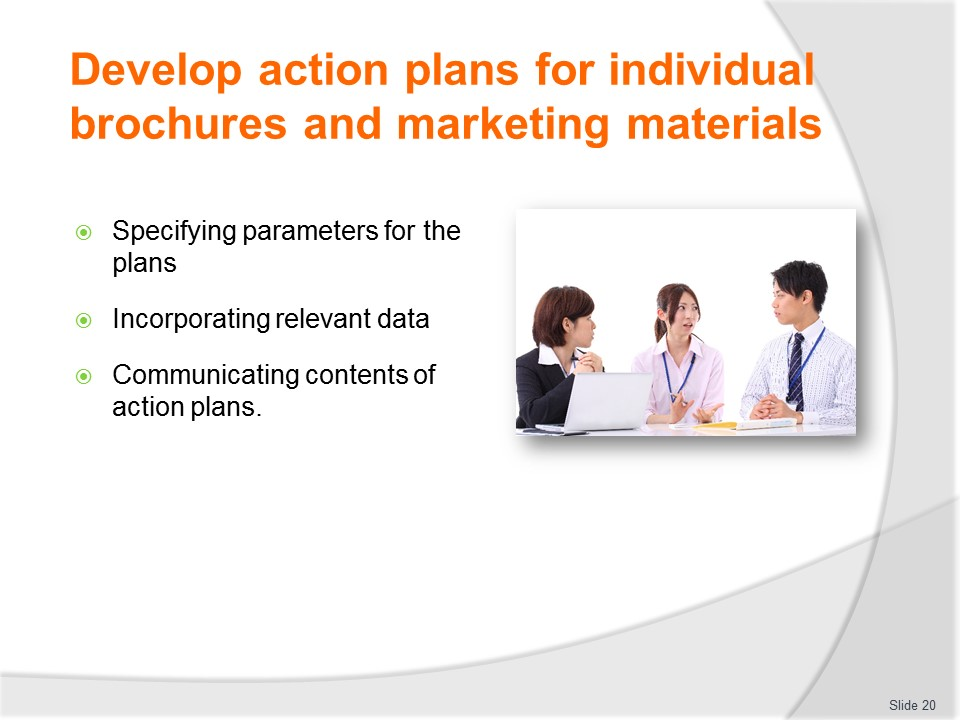 Develop action plans for individual
brochures and marketing materials
Specifying parameters for the
plans
Incorporating relevant data
Communicating contents of
action plans.
Slide 20